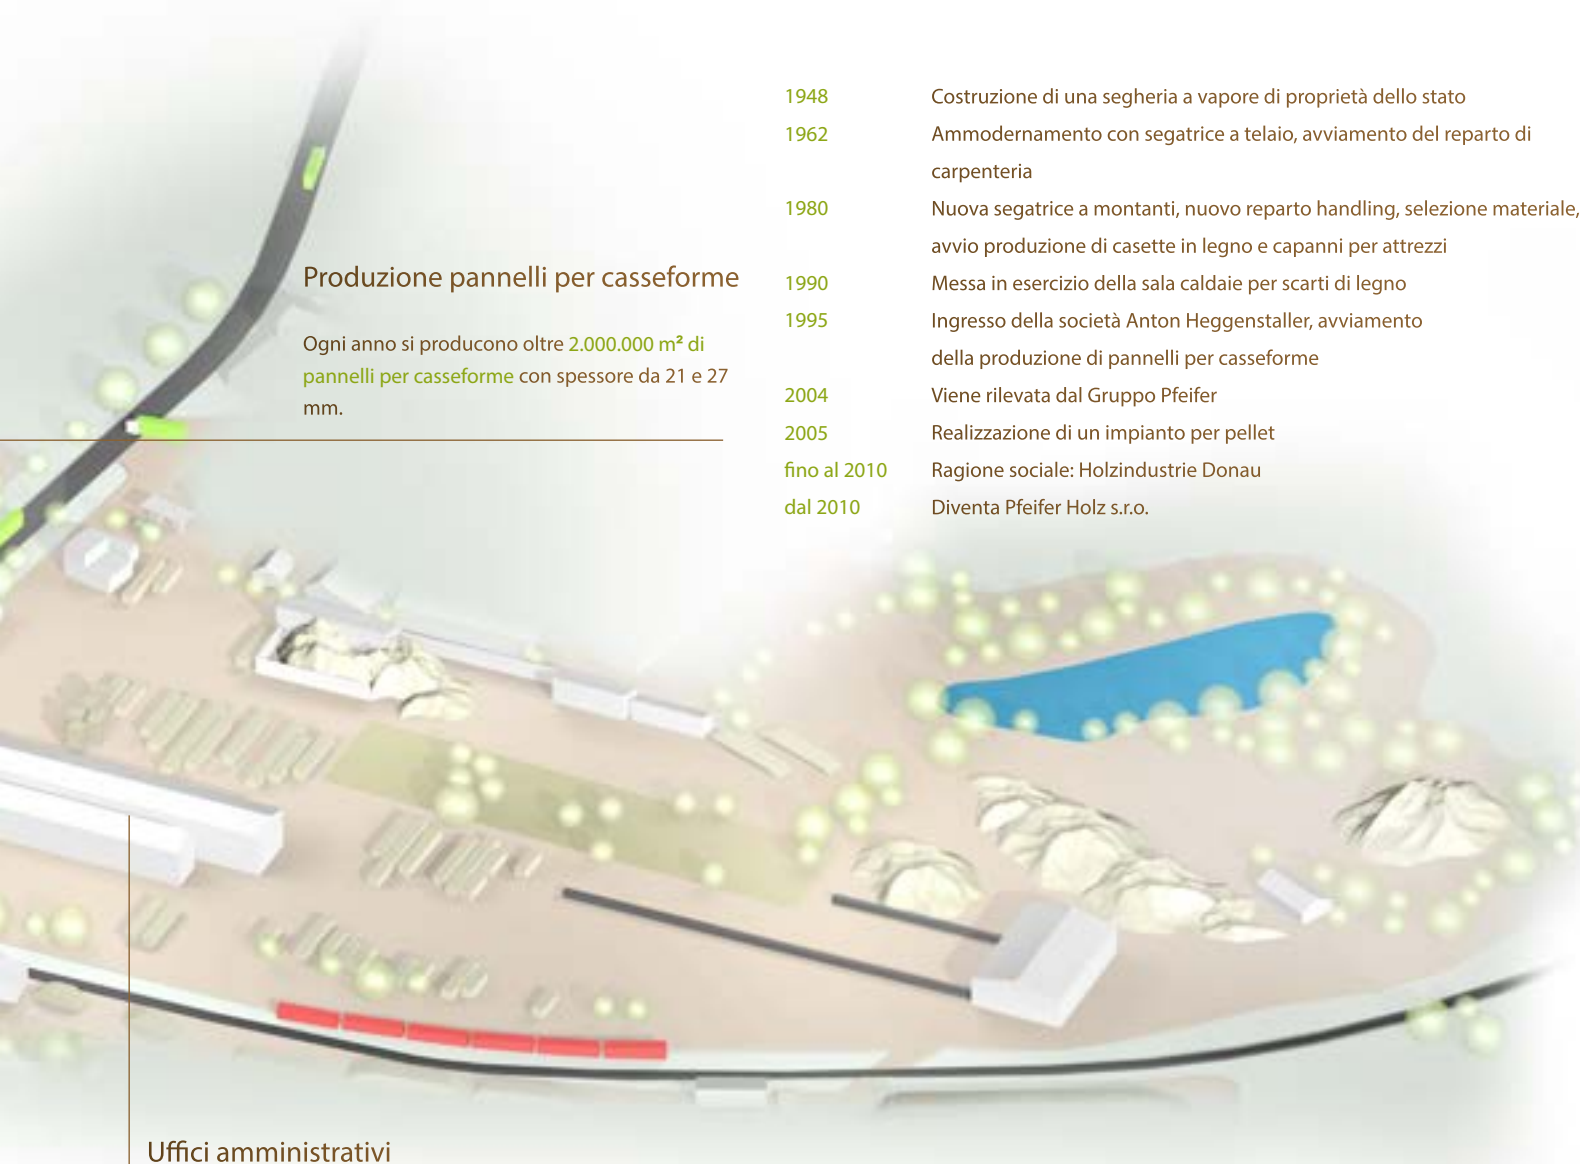 1948 Costruzione di una segheria a vapore di proprietà dello stato
1962 Ammodernamento con segatrice a telaio, avviamento del reparto di
carpenteria
1980 Nuova segatrice a montanti, nuovo reparto handling, selezione materiale,
avvio produzione di casette in legno e capanni per attrezzi
1990 Messa in esercizio della sala caldaie per scarti di legno
1995 Ingresso della società Anton Heggenstaller, avviamento
della produzione di pannelli per casseforme
2004 Viene rilevata dal Gruppo Pfeifer
2005 Realizzazione di un impianto per pellet
fino al 2010 Ragione sociale: Holzindustrie Donau
dal 2010 Diventa Pfeifer Holz s.r.o.
Produzione pannelli per casseforme
Ogni anno si producono oltre 2.000.000 m² di
pannelli per casseforme con spessore da 21 e 27
mm.
Uffici amministrativi